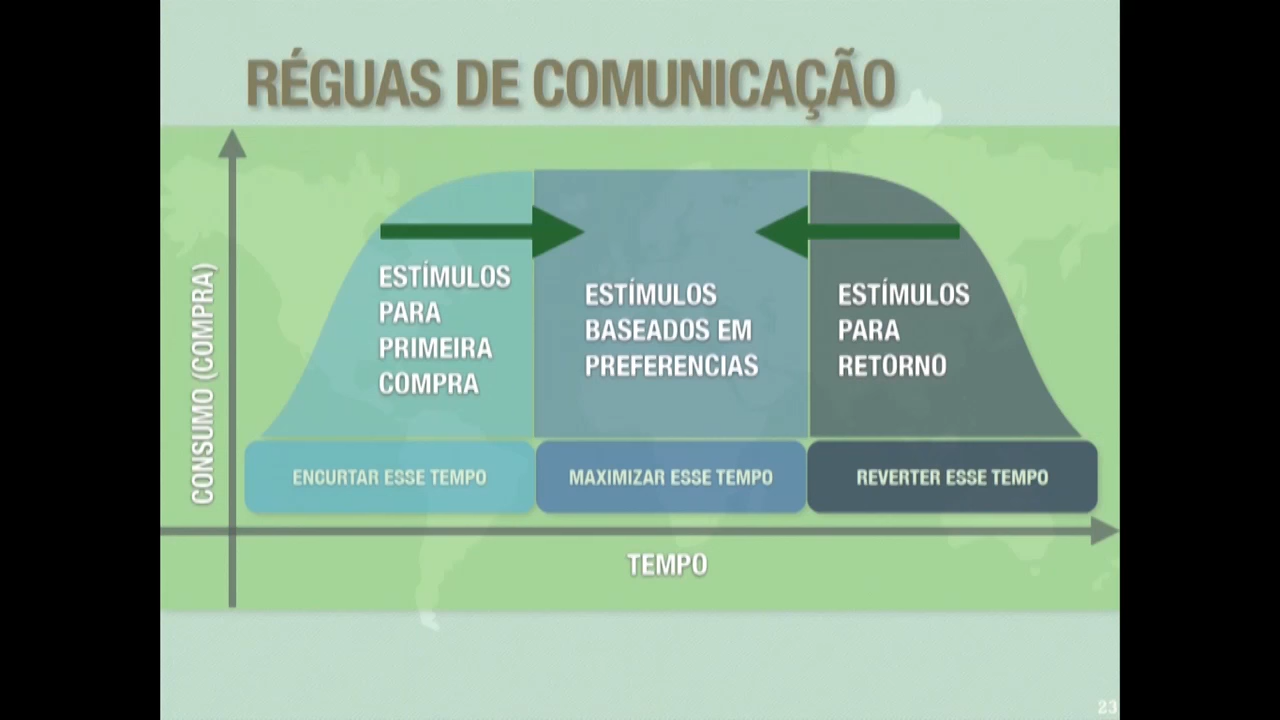 RÉGUAS DE COMUNICAÇÃO
CONSUMO (COMPRA)
ESTÍMULOS
PARA
PRIMEIRA
COMPRA
ESTÍMULOS
BASEADOS EM
PREFERENCIAS
ESTÍMULOS
PARA
RETORNO
ENCURTAR ESSE TEMPO
MAXIMIZAR ESSE TEMPO
REVERTER ESSE TEMPO
TEMPO
23